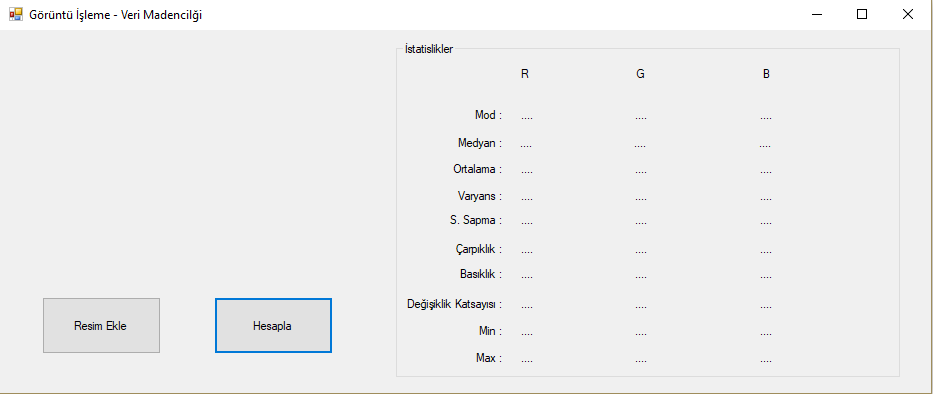 Görüntü İşleme - Veri Madencilği
İstatislikler
R G B
Mod : .... .... ....
Medyan : .... .... ....
Ortalama : .... .... ....
Varyans : .... .... ....
S. Sapma : .... .... ....
Çarpıklık : .... .... ....
Basıklık : .... .... ....
Değişiklik Katsayısı : .... .... ....
Min : .... .... ....
Max : .... .... ....
Resim Ekle
Hesapla